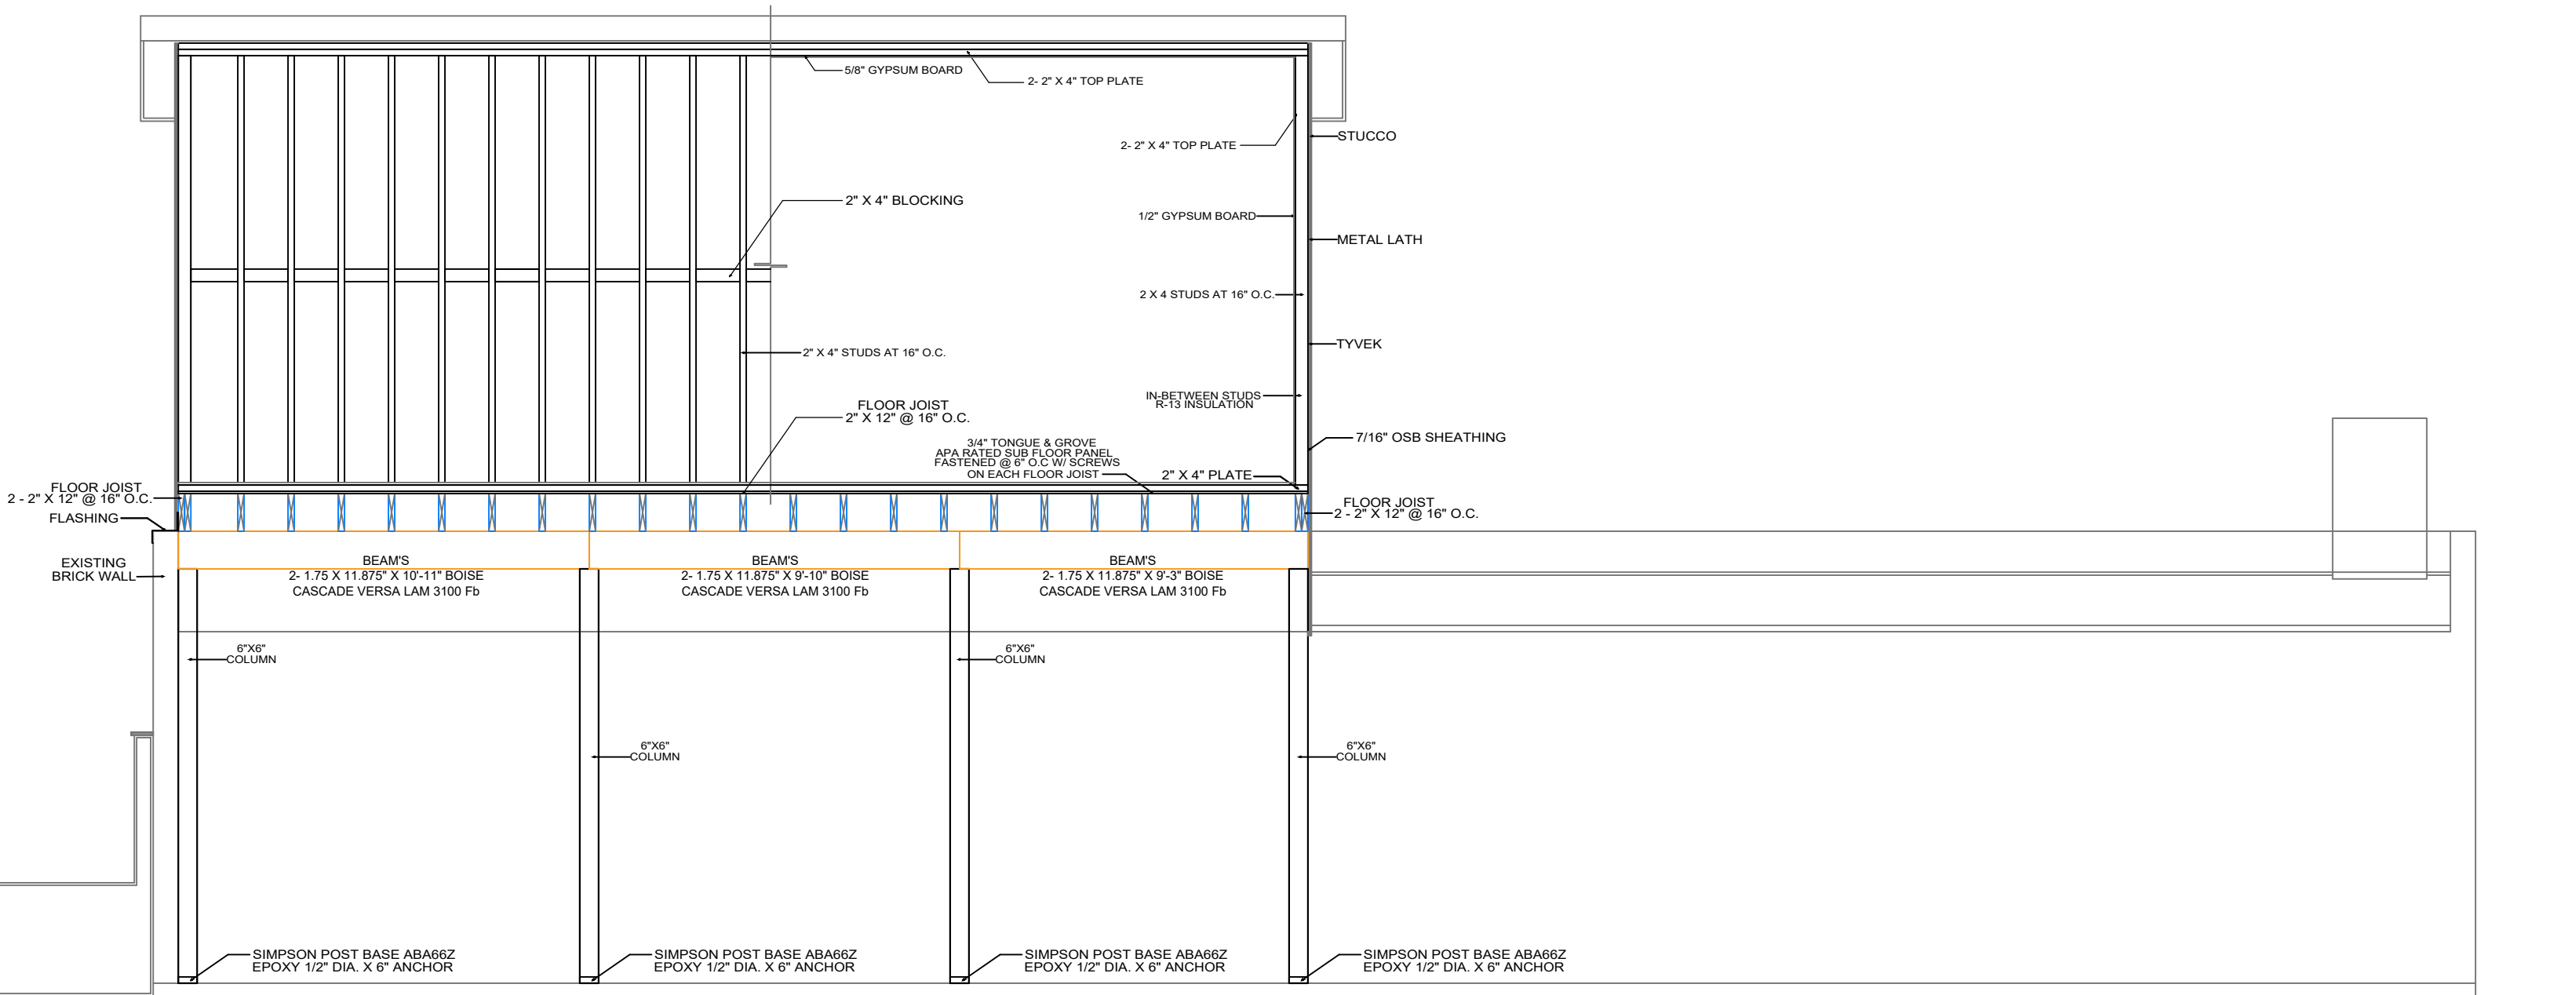 5/8" GYPSUM BOARD
2- 2" X 4" TOP PLATE
STUCCO
2- 2" X 4" TOP PLATE
2" X 4" BLOCKING
1/2" GYPSUM BOARD
METAL LATH
2 X 4 STUDS AT 16" O.C.
TYVEK
2" X 4" STUDS AT 16" O.C.
IN-BETWEEN STUDS
R-13 INSULATION
FLOOR JOIST
2" X 12" @ 16" O.C.
7/16" OSB SHEATHING
3/4" TONGUE & GROVE
APA RATED SUB FLOOR PANEL
FASTENED @ 6" O.C W/ SCREWS
ON EACH FLOOR JOIST
2" X 4" PLATE
FLOOR JOIST
2 - 2" X 12" @ 16" O.C.
FLASHING
FLOOR JOIST
2 - 2" X 12" @ 16" O.C.
EXISTING
BRICK WALL
BEAM'S
2- 1.75 X 11.875" X 10'-11" BOISE
CASCADE VERSA LAM 3100 Fb
BEAM'S
2- 1.75 X 11.875" X 9'-10" BOISE
CASCADE VERSA LAM 3100 Fb
BEAM'S
2- 1.75 X 11.875" X 9'-3" BOISE
CASCADE VERSA LAM 3100 Fb
6"X6"
COLUMN
6"X6"
COLUMN
6"X6"
COLUMN
6"X6"
COLUMN
SIMPSON POST BASE ABA66Z
EPOXY 1/2" DIA. X 6" ANCHOR
SIMPSON POST BASE ABA66Z
EPOXY 1/2" DIA. X 6" ANCHOR
SIMPSON POST BASE ABA66Z
EPOXY 1/2" DIA. X 6" ANCHOR
SIMPSON POST BASE ABA66Z
EPOXY 1/2" DIA. X 6" ANCHOR